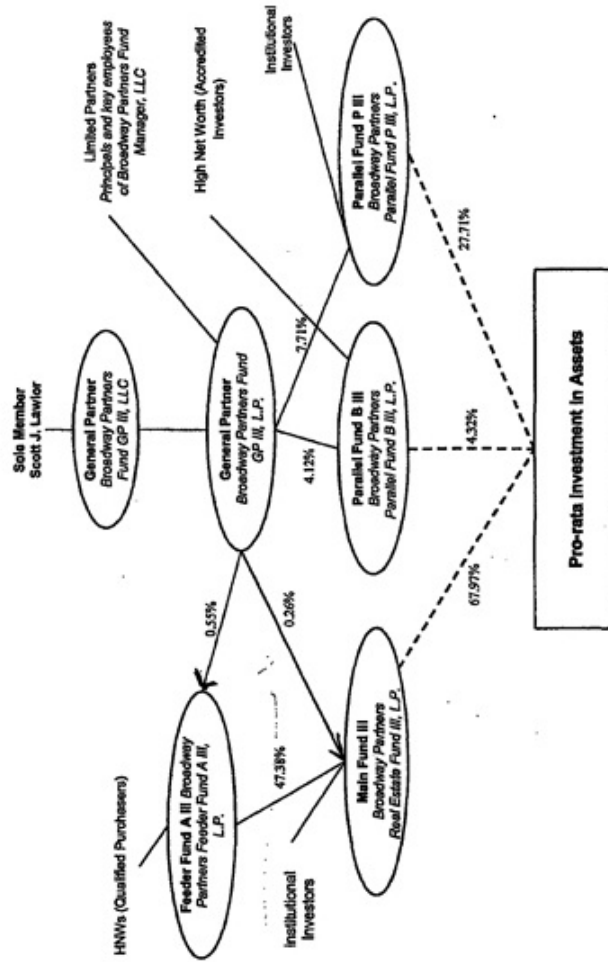 Sole Member
Scott J. Lawlor
General Partner
Broadway Partners
Fund GP III, LLC
Limited Partners
Principals and key employees
of Broadway Partners Fund
Manager, LLC
General Partner
Broadway Partners Fund
GP III, L.P.
High Net Worth (Accredited
Investors)
Institutional
Investors
HNWs (Qualified Purchasers)
Feeder Fund A III Broadway
Partners Feeder Fund A III,
L.P.
0.55%
0.26%
4.12%
7.71%
47.38%
Institutional
Investors
Main Fund III
Broadway Partners
Real Estate Fund III, L.P.
Parallel Fund B III
Broadway Partners
Parallel Fund B III, L.P.
Parallel Fund P III
Broadway Partners
Parallel Fund P III, L.P.
67.97%
4.32%
27.71%
Pro-rata Investment in Assets